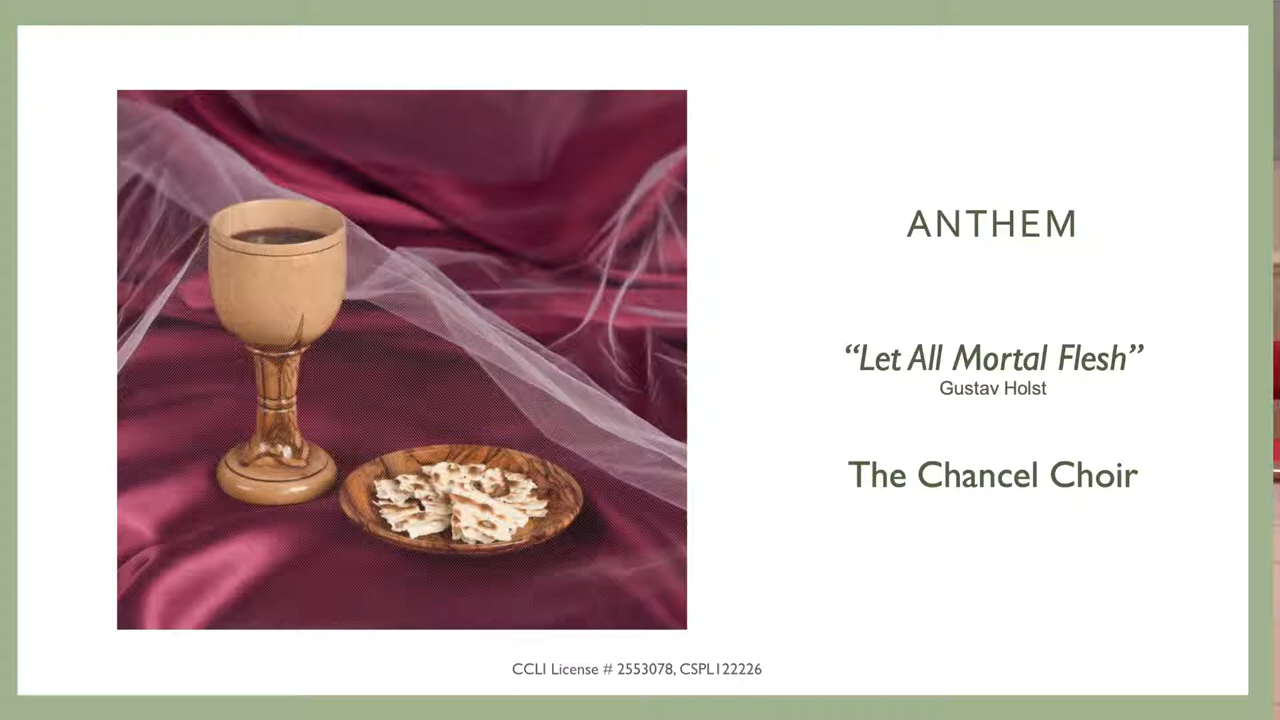 ANTHEM
“Let All Mortal Flesh”
Gustav Holst
The Chancel Choir
CCLI License # 2553078, CSPL122226